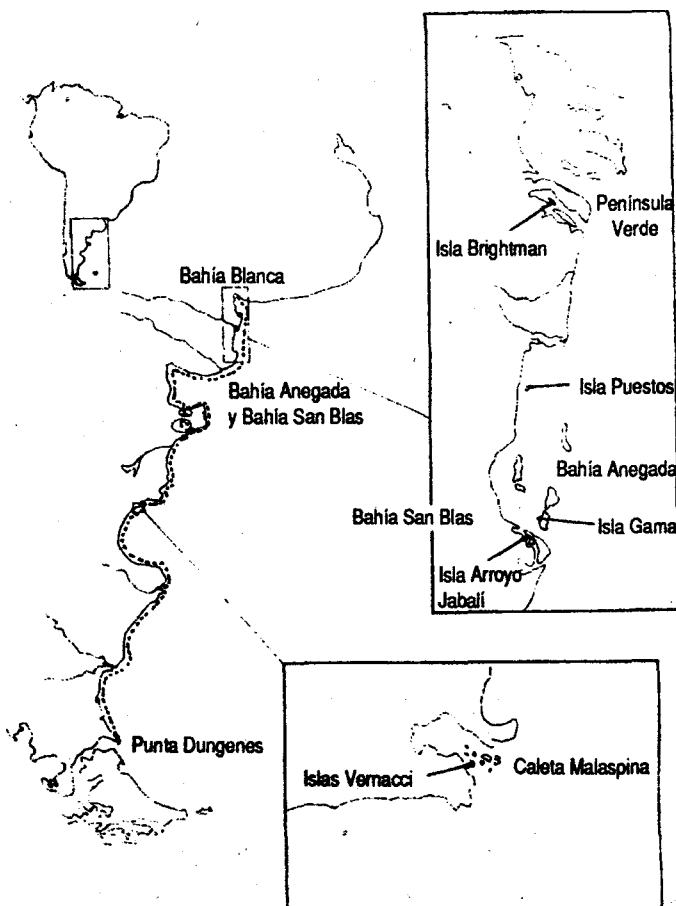 Península
Verde
Isla Brightman
Bahía Blanca
Isla Puestos
Bahía Anegada
y Bahía San Blas
Bahía Anegada
Bahía San Blas
Isla Gama
Isla Arroyo
Jabalí
Punta Dungenes
Islas Vernacci
Caleta Malaspina